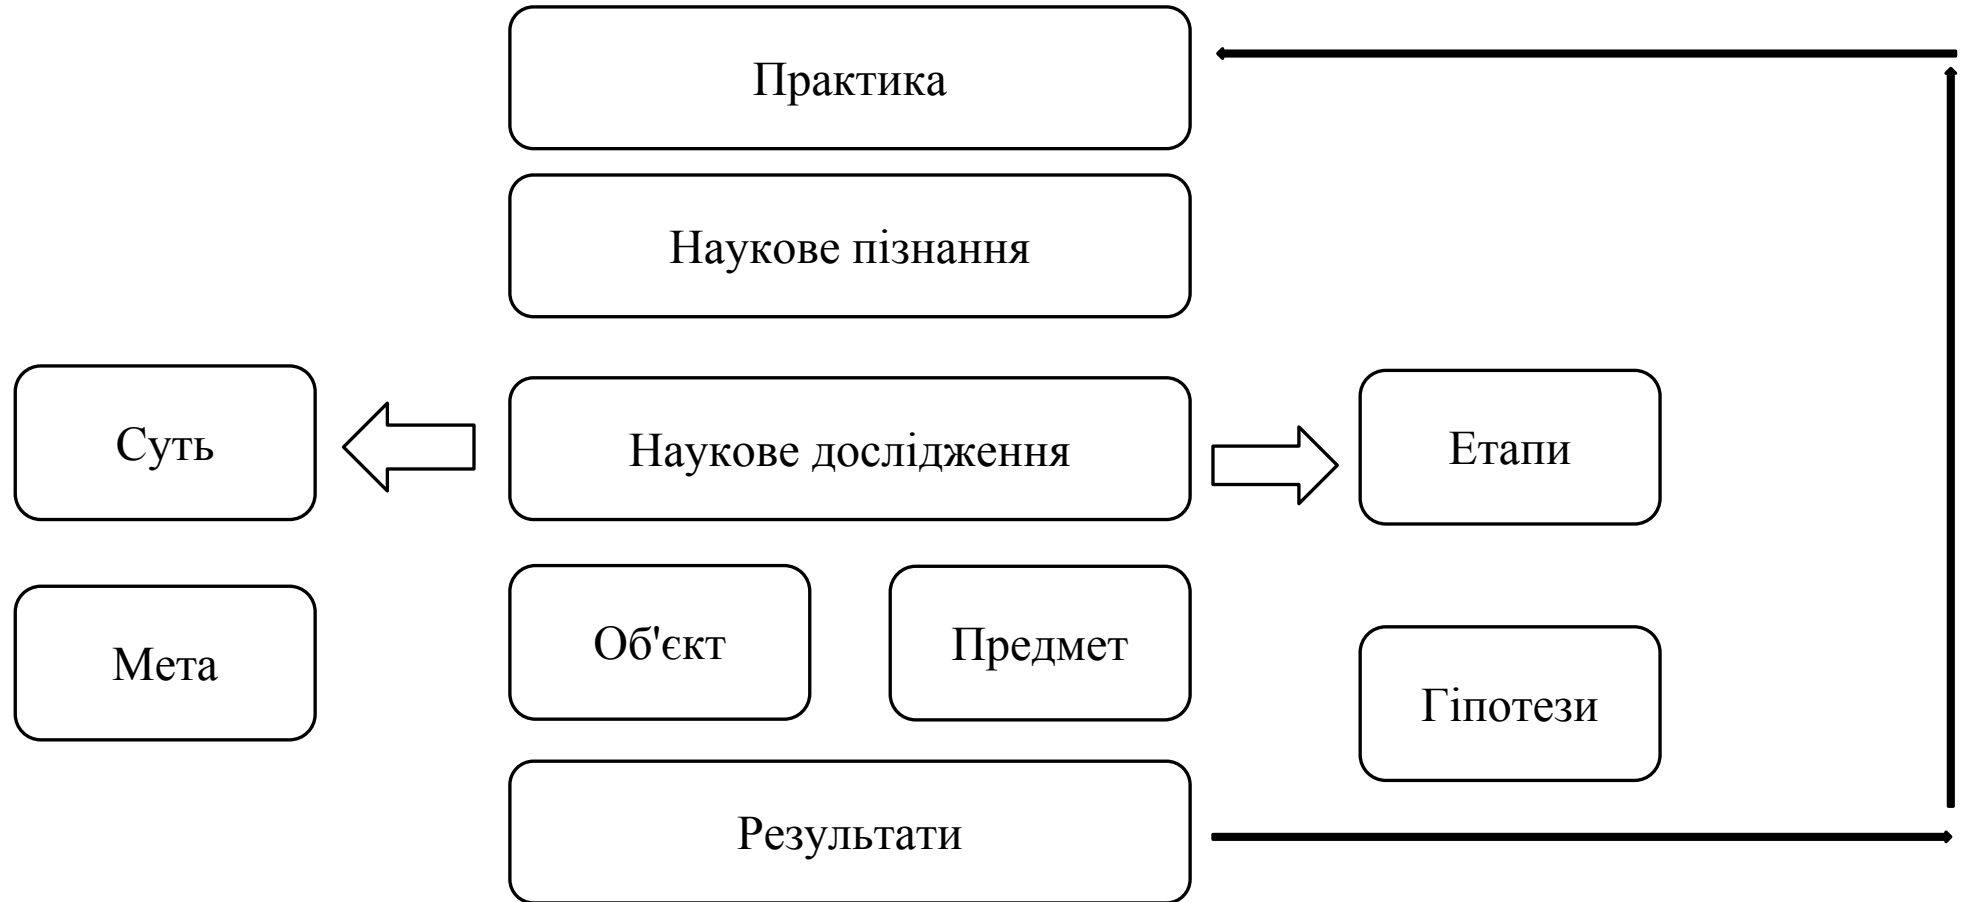 Практика
Наукове пізнання
Суть
Наукове дослідження
Етапи
Об'єкт
Предмет
Мета
Гіпотези
Результати